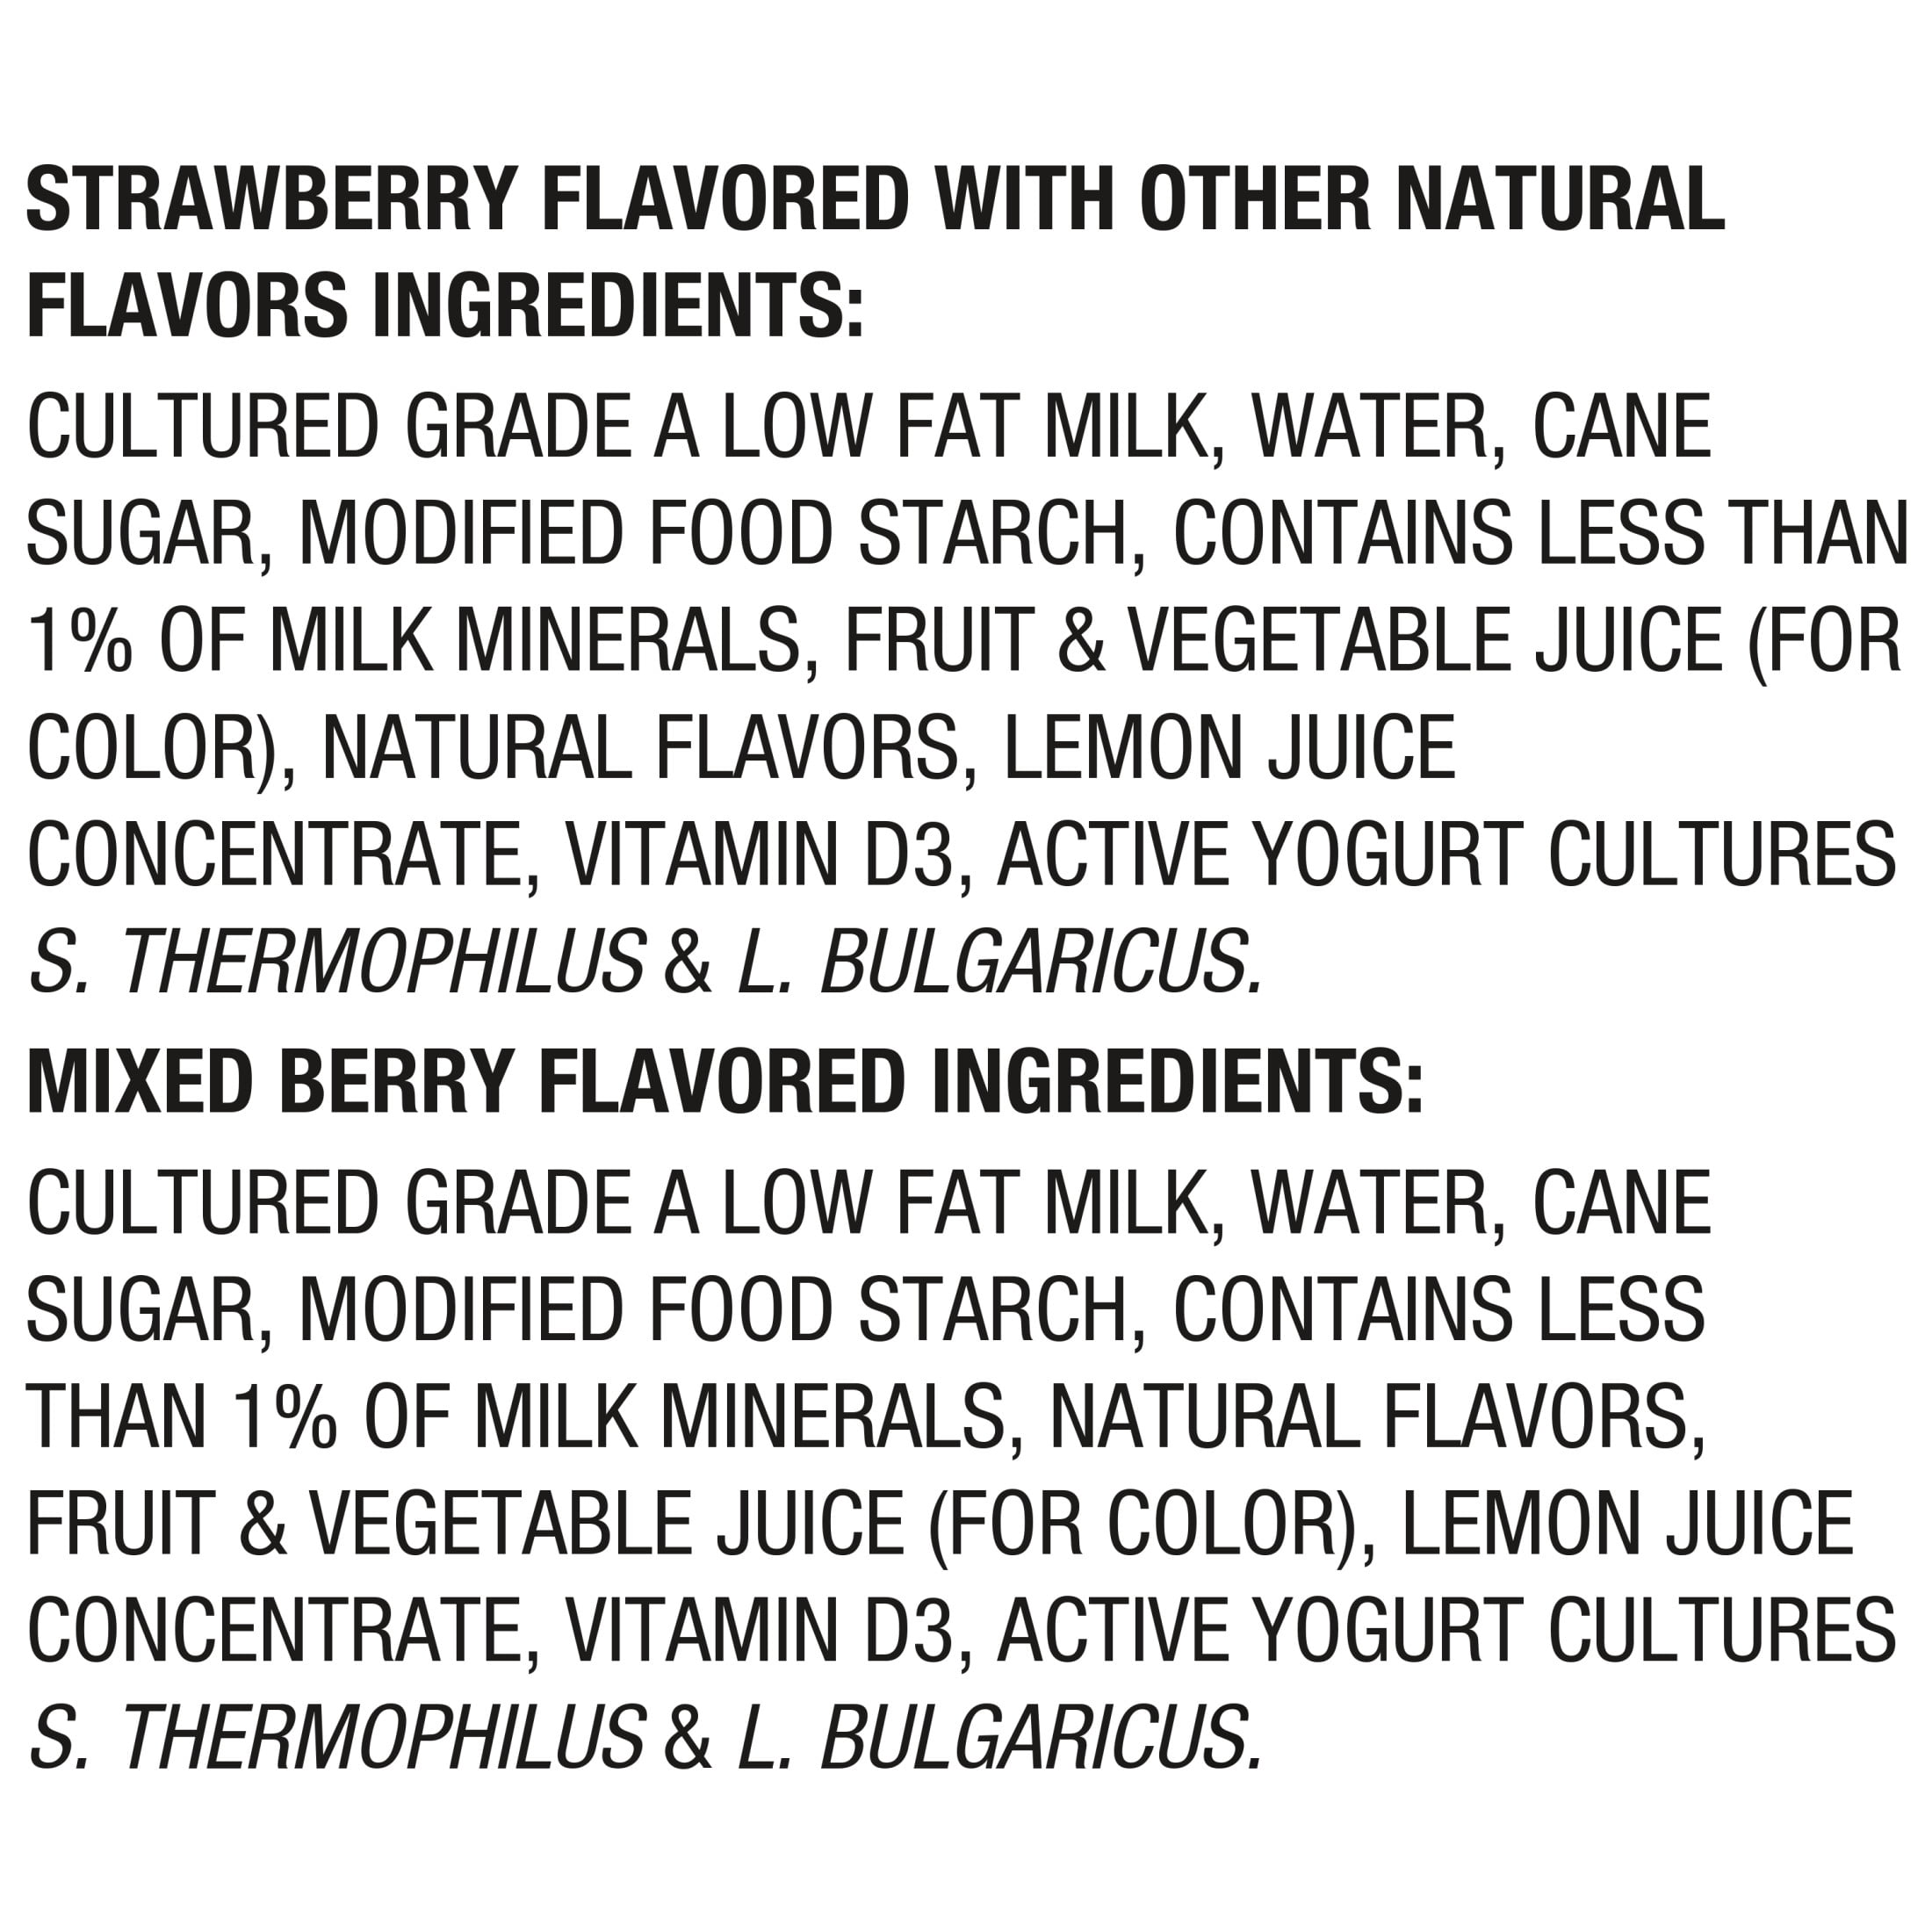 STRAWBERRY FLAVORED WITH OTHER NATURAL
FLAVORS INGREDIENTS:
CULTURED GRADE A LOW FAT MILK, WATER, CANE
SUGAR, MODIFIED FOOD STARCH, CONTAINS LESS THAN
1% OF MILK MINERALS, FRUIT & VEGETABLE JUICE (FOR
COLOR), NATURAL FLAVORS, LEMON JUICE
CONCENTRATE, VITAMIN D3, ACTIVE YOGURT CULTURES
S. THERMOPHILUS & L. BULGARICUS.
MIXED BERRY FLAVORED INGREDIENTS:
CULTURED GRADE A LOW FAT MILK, WATER, CANE
SUGAR, MODIFIED FOOD STARCH, CONTAINS LESS
THAN 1% OF MILK MINERALS, NATURAL FLAVORS,
FRUIT & VEGETABLE JUICE (FOR COLOR), LEMON JUICE
CONCENTRATE, VITAMIN D3, ACTIVE YOGURT CULTURES
S. THERMOPHILUS & L. BULGARICUS.